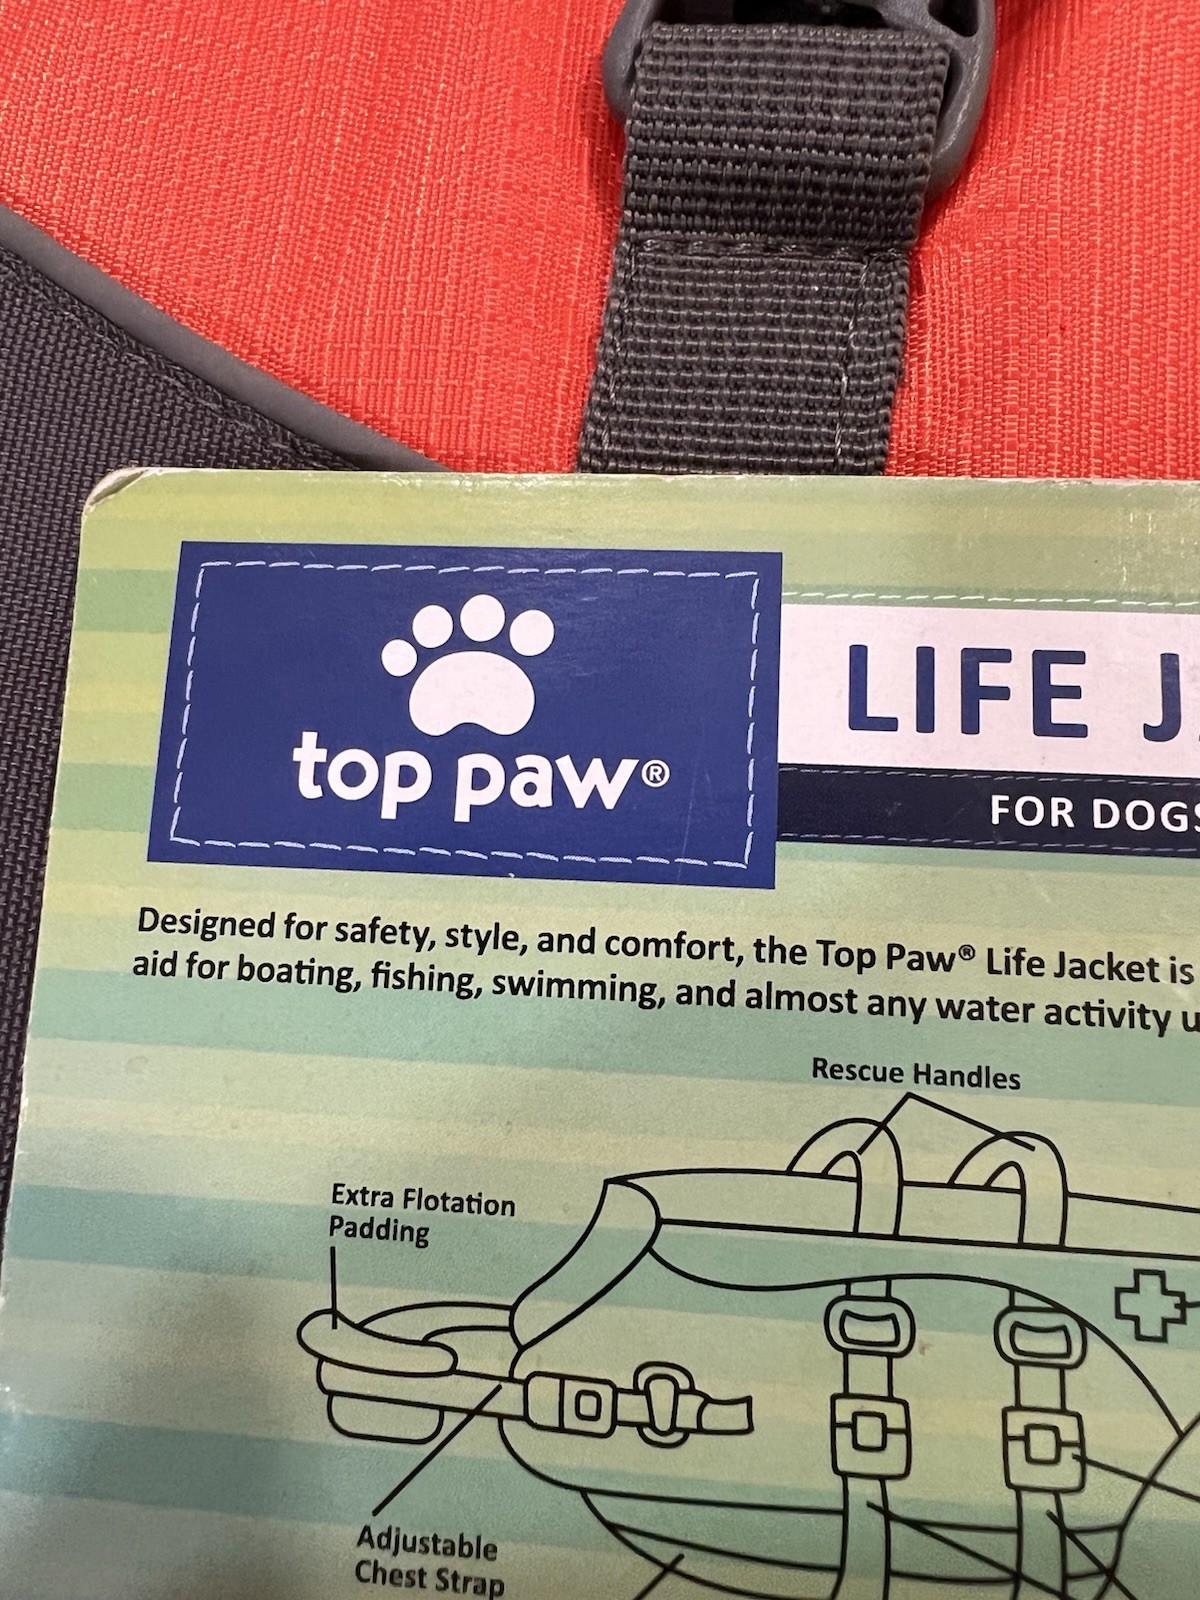 top paw®
LIFE
FOR DOGS
Designed for safety, style, and comfort, the Top Paw® Life Jacket is
aid for boating, fishing, swimming, and almost any water activity
Rescue Handles
Extra Flotation
Padding
Adjustable
Chest Strap